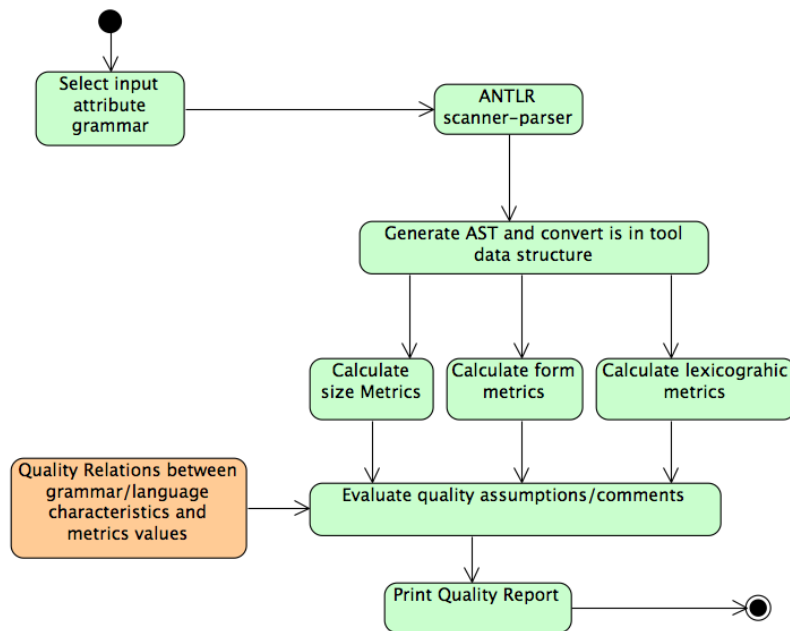 Select input
attribute
grammar
ANTLR
scanner-parser
Generate AST and convert is in tool
data structure
Calculate
size Metrics
Calculate form
metrics
Calculate lexicograhic
metrics
Quality Relations between
grammar/language
characteristics and
metrics values
Evaluate quality assumptions/comments
Print Quality Report